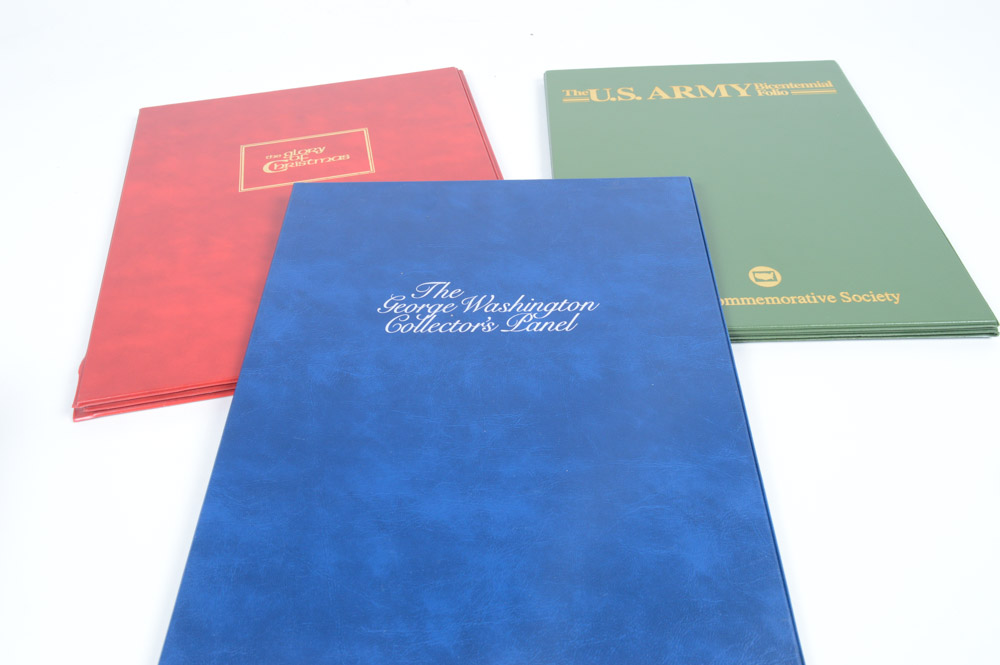 the Glory
of
Christmas
The U.S. ARMY Bicentennial
Folio
ommemorative Society
The
George Washington
Collector's Panel